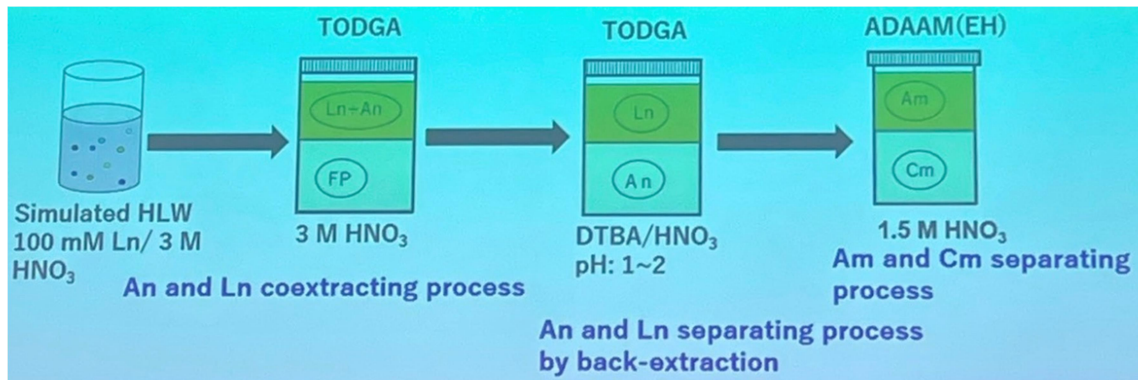 TODGA
TODGA
ADAAM(EH)
Ln-An
Ln
Am
FP
An
Cm
Simulated HLW
100 mM Ln/ 3 M
HNO₃
3 M HNO₃
DTBA/HNO₃
pH: 1~2
1.5 M HNO₃
An and Ln coextracting process
An and Ln separating process
by back-extraction
Am and Cm separating
process